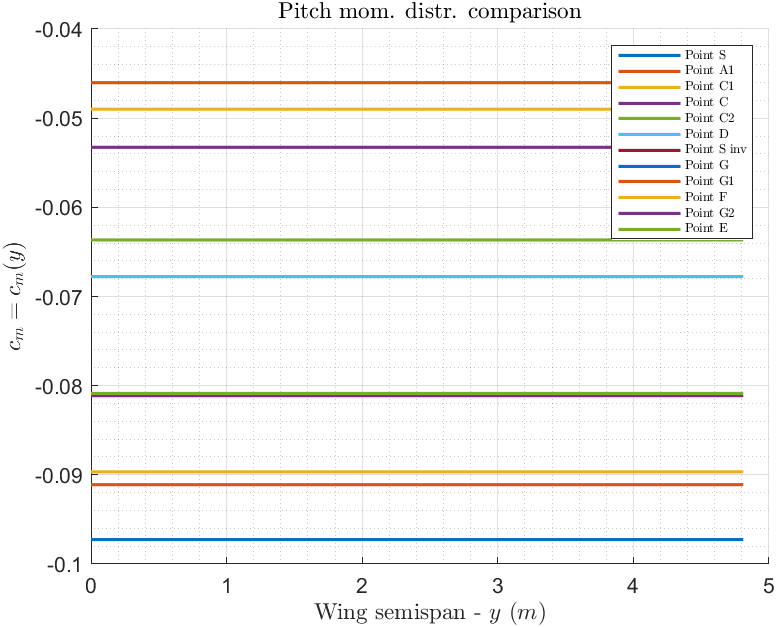 Pitch mom. distr. comparison
-0.04
-0.05
-0.06
-0.07
-0.08
-0.09
-0.1
c_m = c_m(y)
Point S
Point A1
Point C1
Point C
Point C2
Point D
Point S inv
Point G
Point G1
Point F
Point G2
Point E
0 1 2 3 4 5
Wing semispan - y (m)